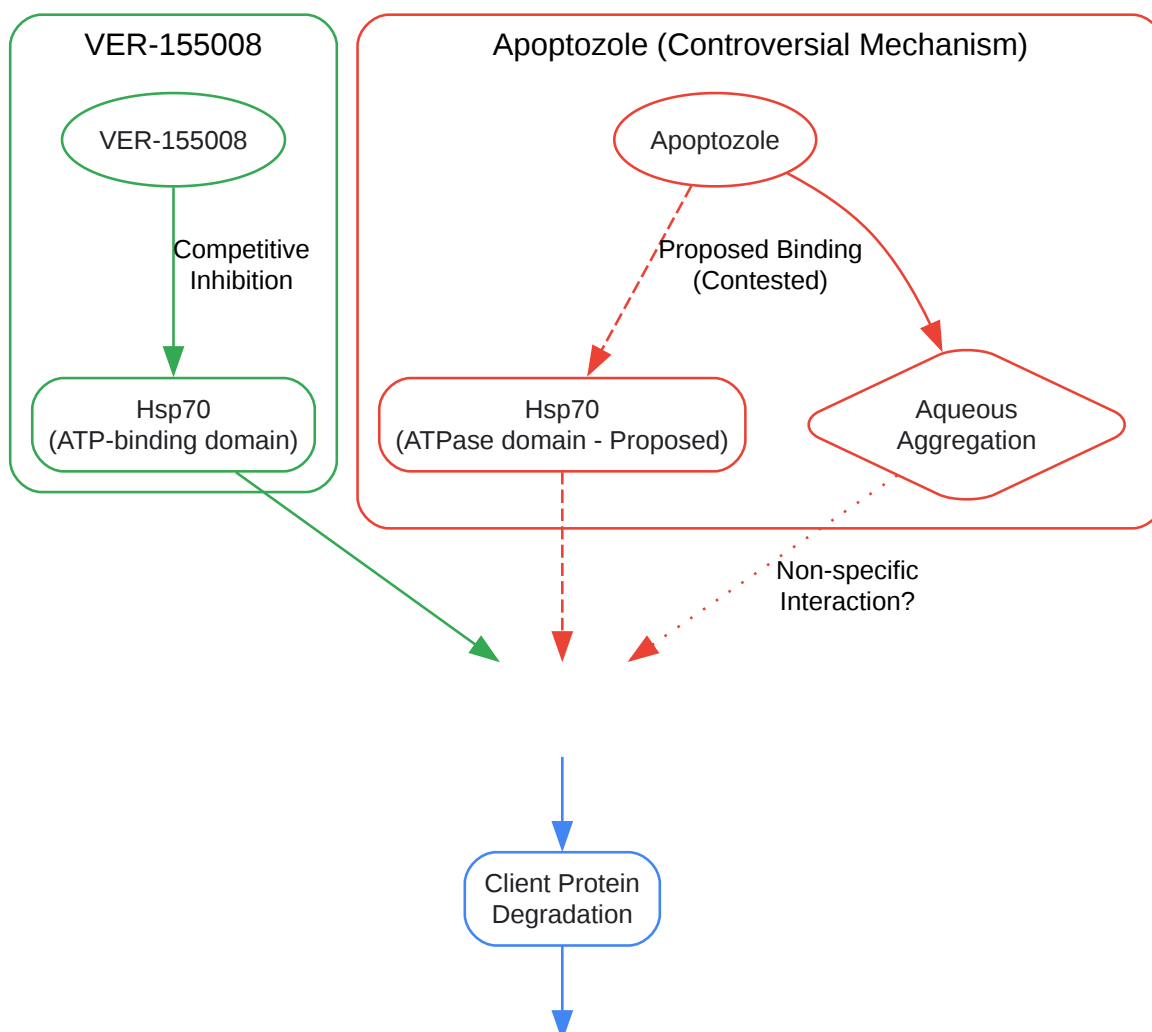 VER-155008
Apoptozole (Controversial Mechanism)
VER-155008
Apoptozole
Competitive
Inhibition
Proposed Binding
(Contested)
Hsp70
(ATP-binding domain)
Hsp70
(ATPase domain - Proposed)
Aqueous
Aggregation
Non-specific
Interaction?
Client Protein
Degradation